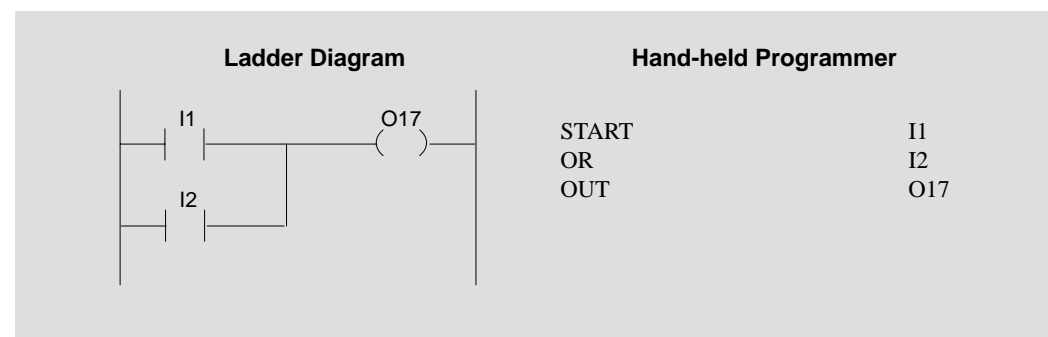 Ladder Diagram
Hand-held Programmer
I1
O17
I2
START I1
OR I2
OUT O17